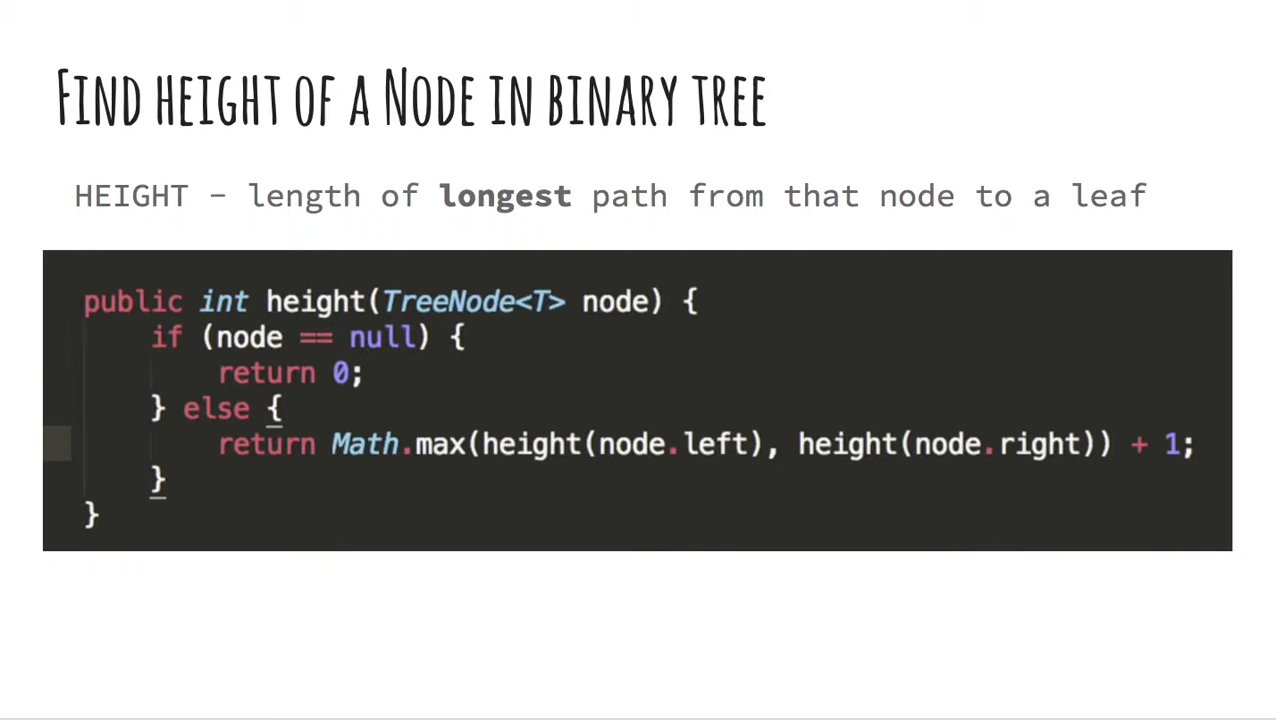 Find height of a Node in binary tree
HEIGHT – length of longest path from that node to a leaf
public int height(TreeNode<T> node) {
if (node == null) {
return 0;
} else {
return Math.max(height(node.left), height(node.right)) + 1;
}
}